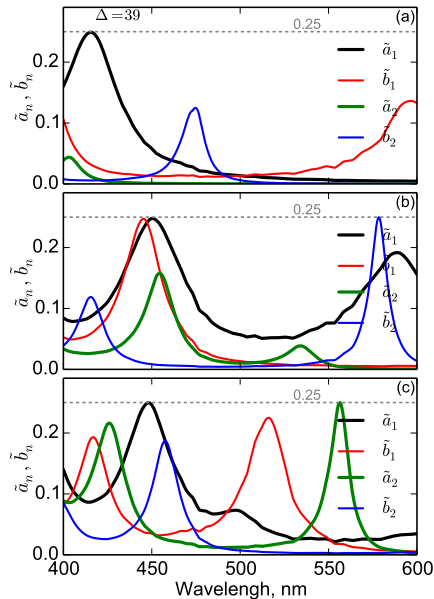 Δ=39
(a)
0.25
ã₁
b̃₁
ã₂
b̃₂
0.2
0.1
0.0
ãₙ, b̃ₙ
(b)
0.25
ã₁
b̃₁
ã₂
b̃₂
0.2
0.1
0.0
ãₙ, b̃ₙ
(c)
0.25
ã₁
b̃₁
ã₂
b̃₂
0.2
0.1
0.0
ãₙ, b̃ₙ
400 450 500 550 600
Wavelengh, nm